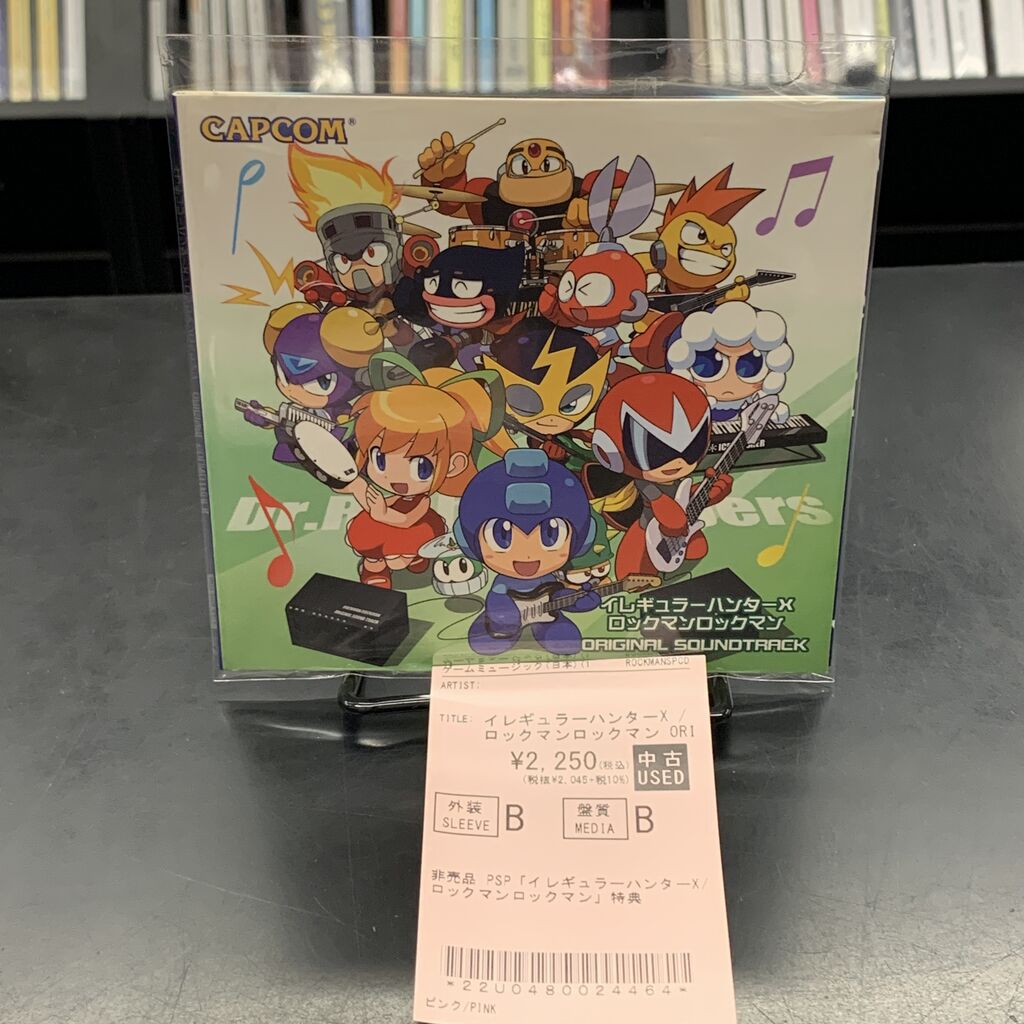 CAPCOM®
イレギュラーハンターX
ロックマンロックマン
ORIGINAL SOUNDTRACK
ゲームミュージック(日本)(I ROCKMANSPCD
ARTIST:
TITLE: イレギュラーハンターX /
ロックマンロックマン ORI
¥2,250(税込) 中古
(税抜¥2,045+税10%) USED
外装 B 盤質 B
SLEEVE MEDIA
非売品 PSP「イレギュラーハンターX/
ロックマンロックマン」特典
*22U0480024464*
ピンク/PINK